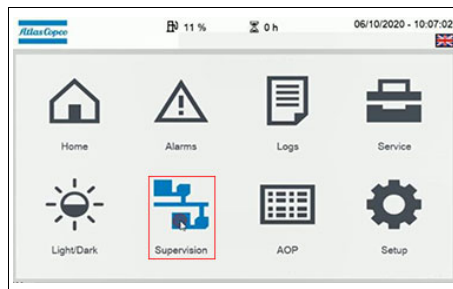 Atlas Copco
11 %
0 h
06/10/2020 - 10:07:02
Home
Alarms
Logs
Service
Light/Dark
Supervision
AOP
Setup